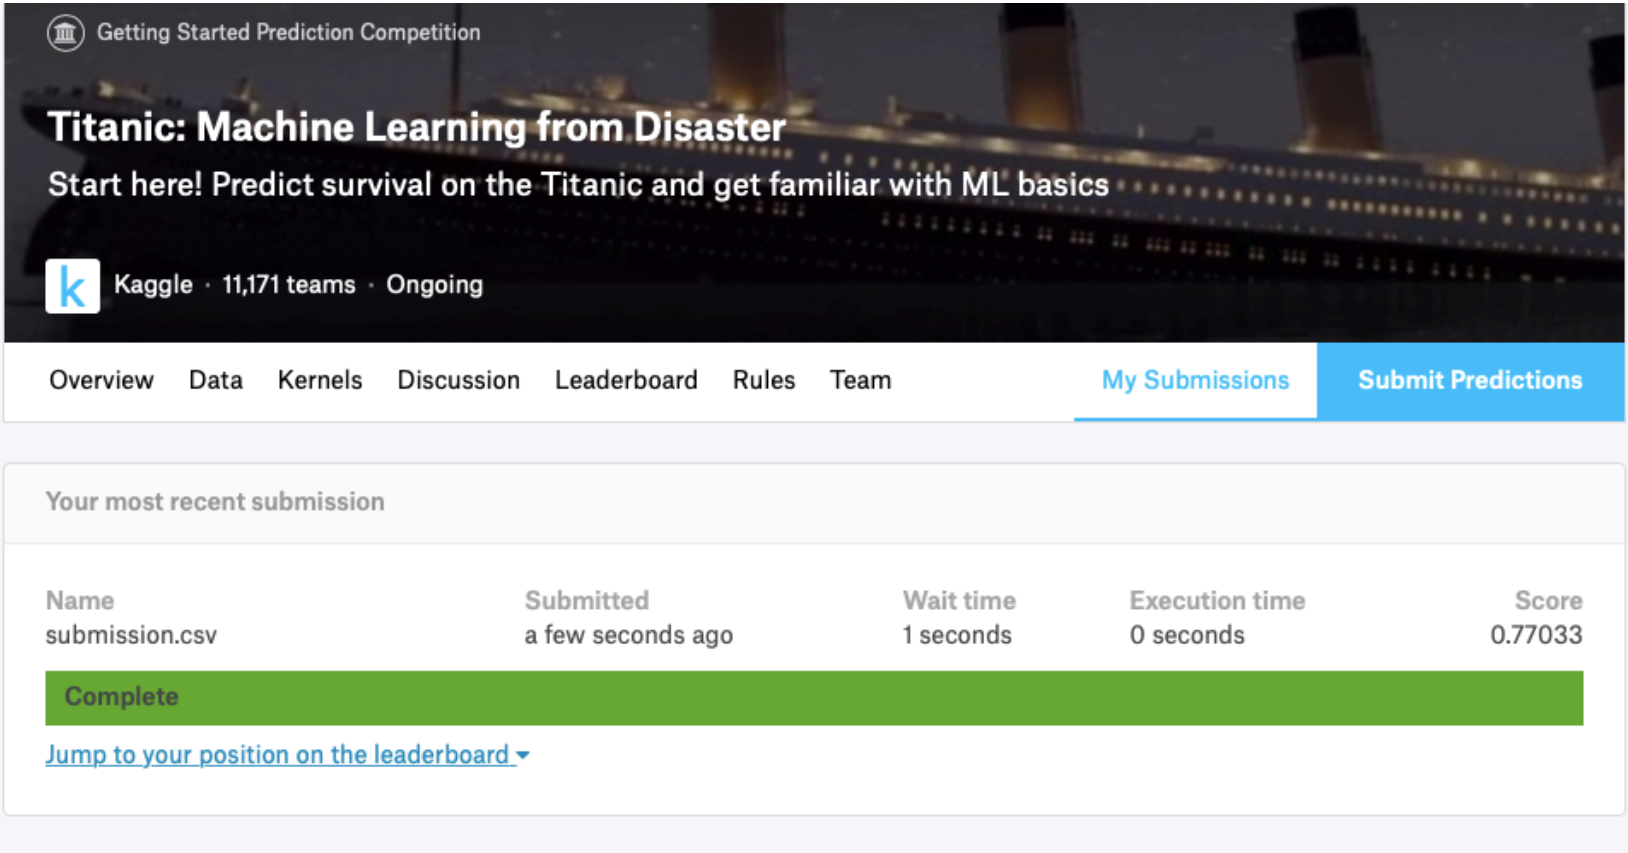 Getting Started Prediction Competition
Titanic: Machine Learning from Disaster
Start here! Predict survival on the Titanic and get familiar with ML basics
k Kaggle · 11,171 teams · Ongoing
Overview Data Kernels Discussion Leaderboard Rules Team My Submissions Submit Predictions
Your most recent submission
Name Submitted Wait time Execution time Score
submission.csv a few seconds ago 1 seconds 0 seconds 0.77033
Complete
Jump to your position on the leaderboard